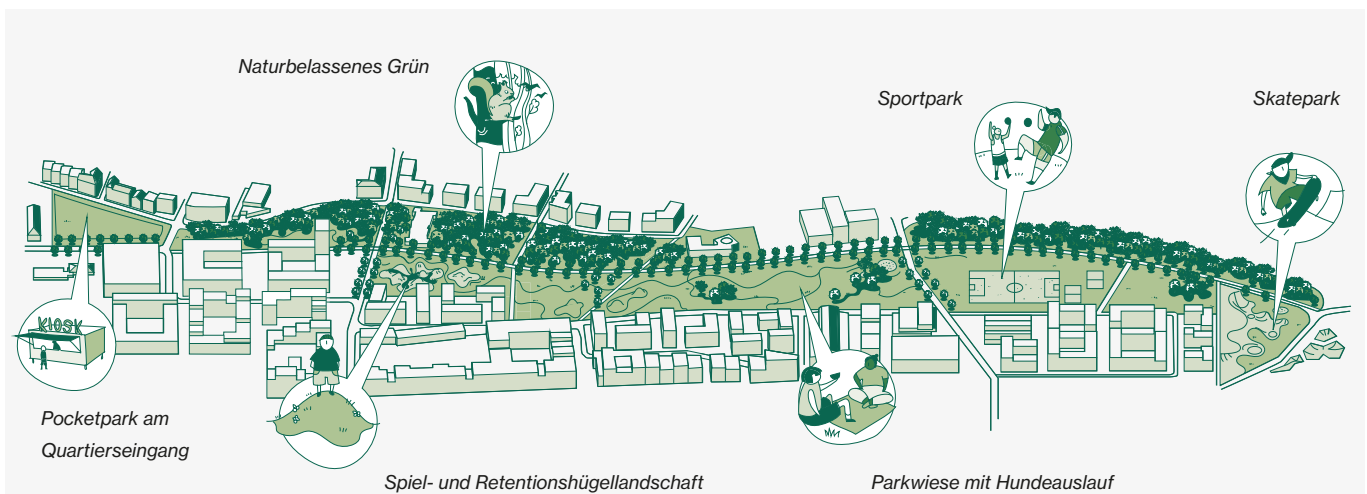 Naturbelassenes Grün
Sportpark
Skatepark
KIOSK
Pocketpark am
Quartierseingang
Spiel- und Retentionshügellandschaft
Parkwiese mit Hundeauslauf